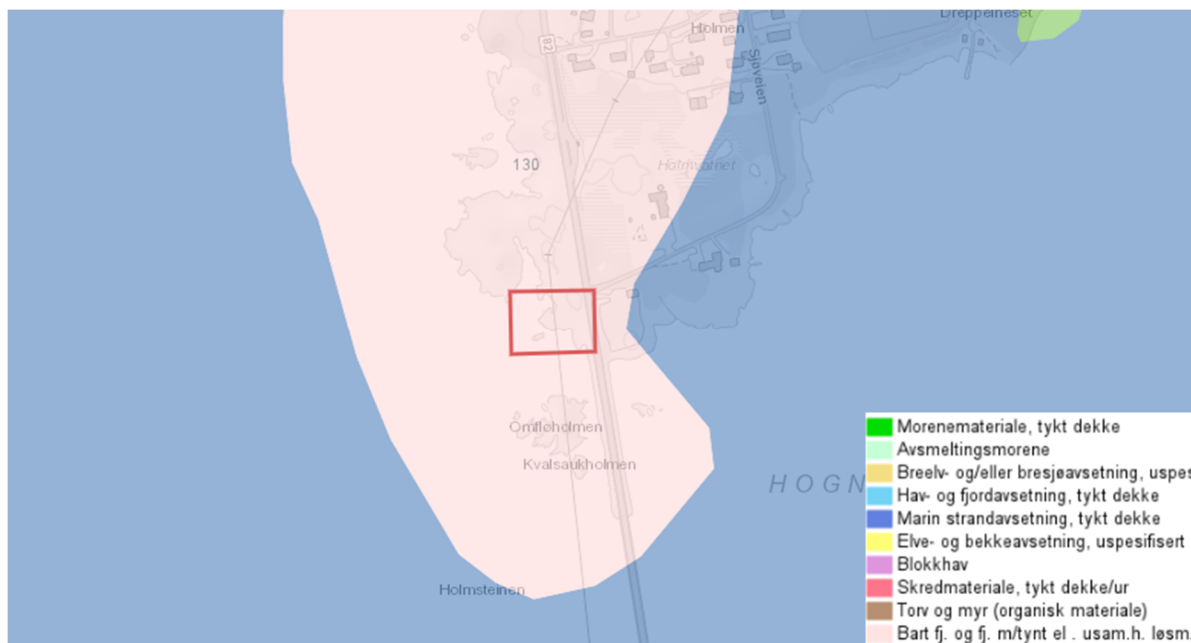 Dreppelneset
Holmen
82
Sjøveien
130
Holmvatnet
Ørnfløholmen
Kvalsaukholmen
HOGN
Holmsteinen
Morenemateriale, tykt dekke
Avsmeltingsmorene
Breelv- og/eller bresjøavsetning, uspes
Hav- og fjordavsetning, tykt dekke
Marin strandavsetning, tykt dekke
Elve- og bekkeavsetning, uspesifisert
Blokkhav
Skredmateriale, tykt dekke/ur
Torv og myr (organisk materiale)
Bart fj. og fj. m/tynt el . usam.h. løsm.